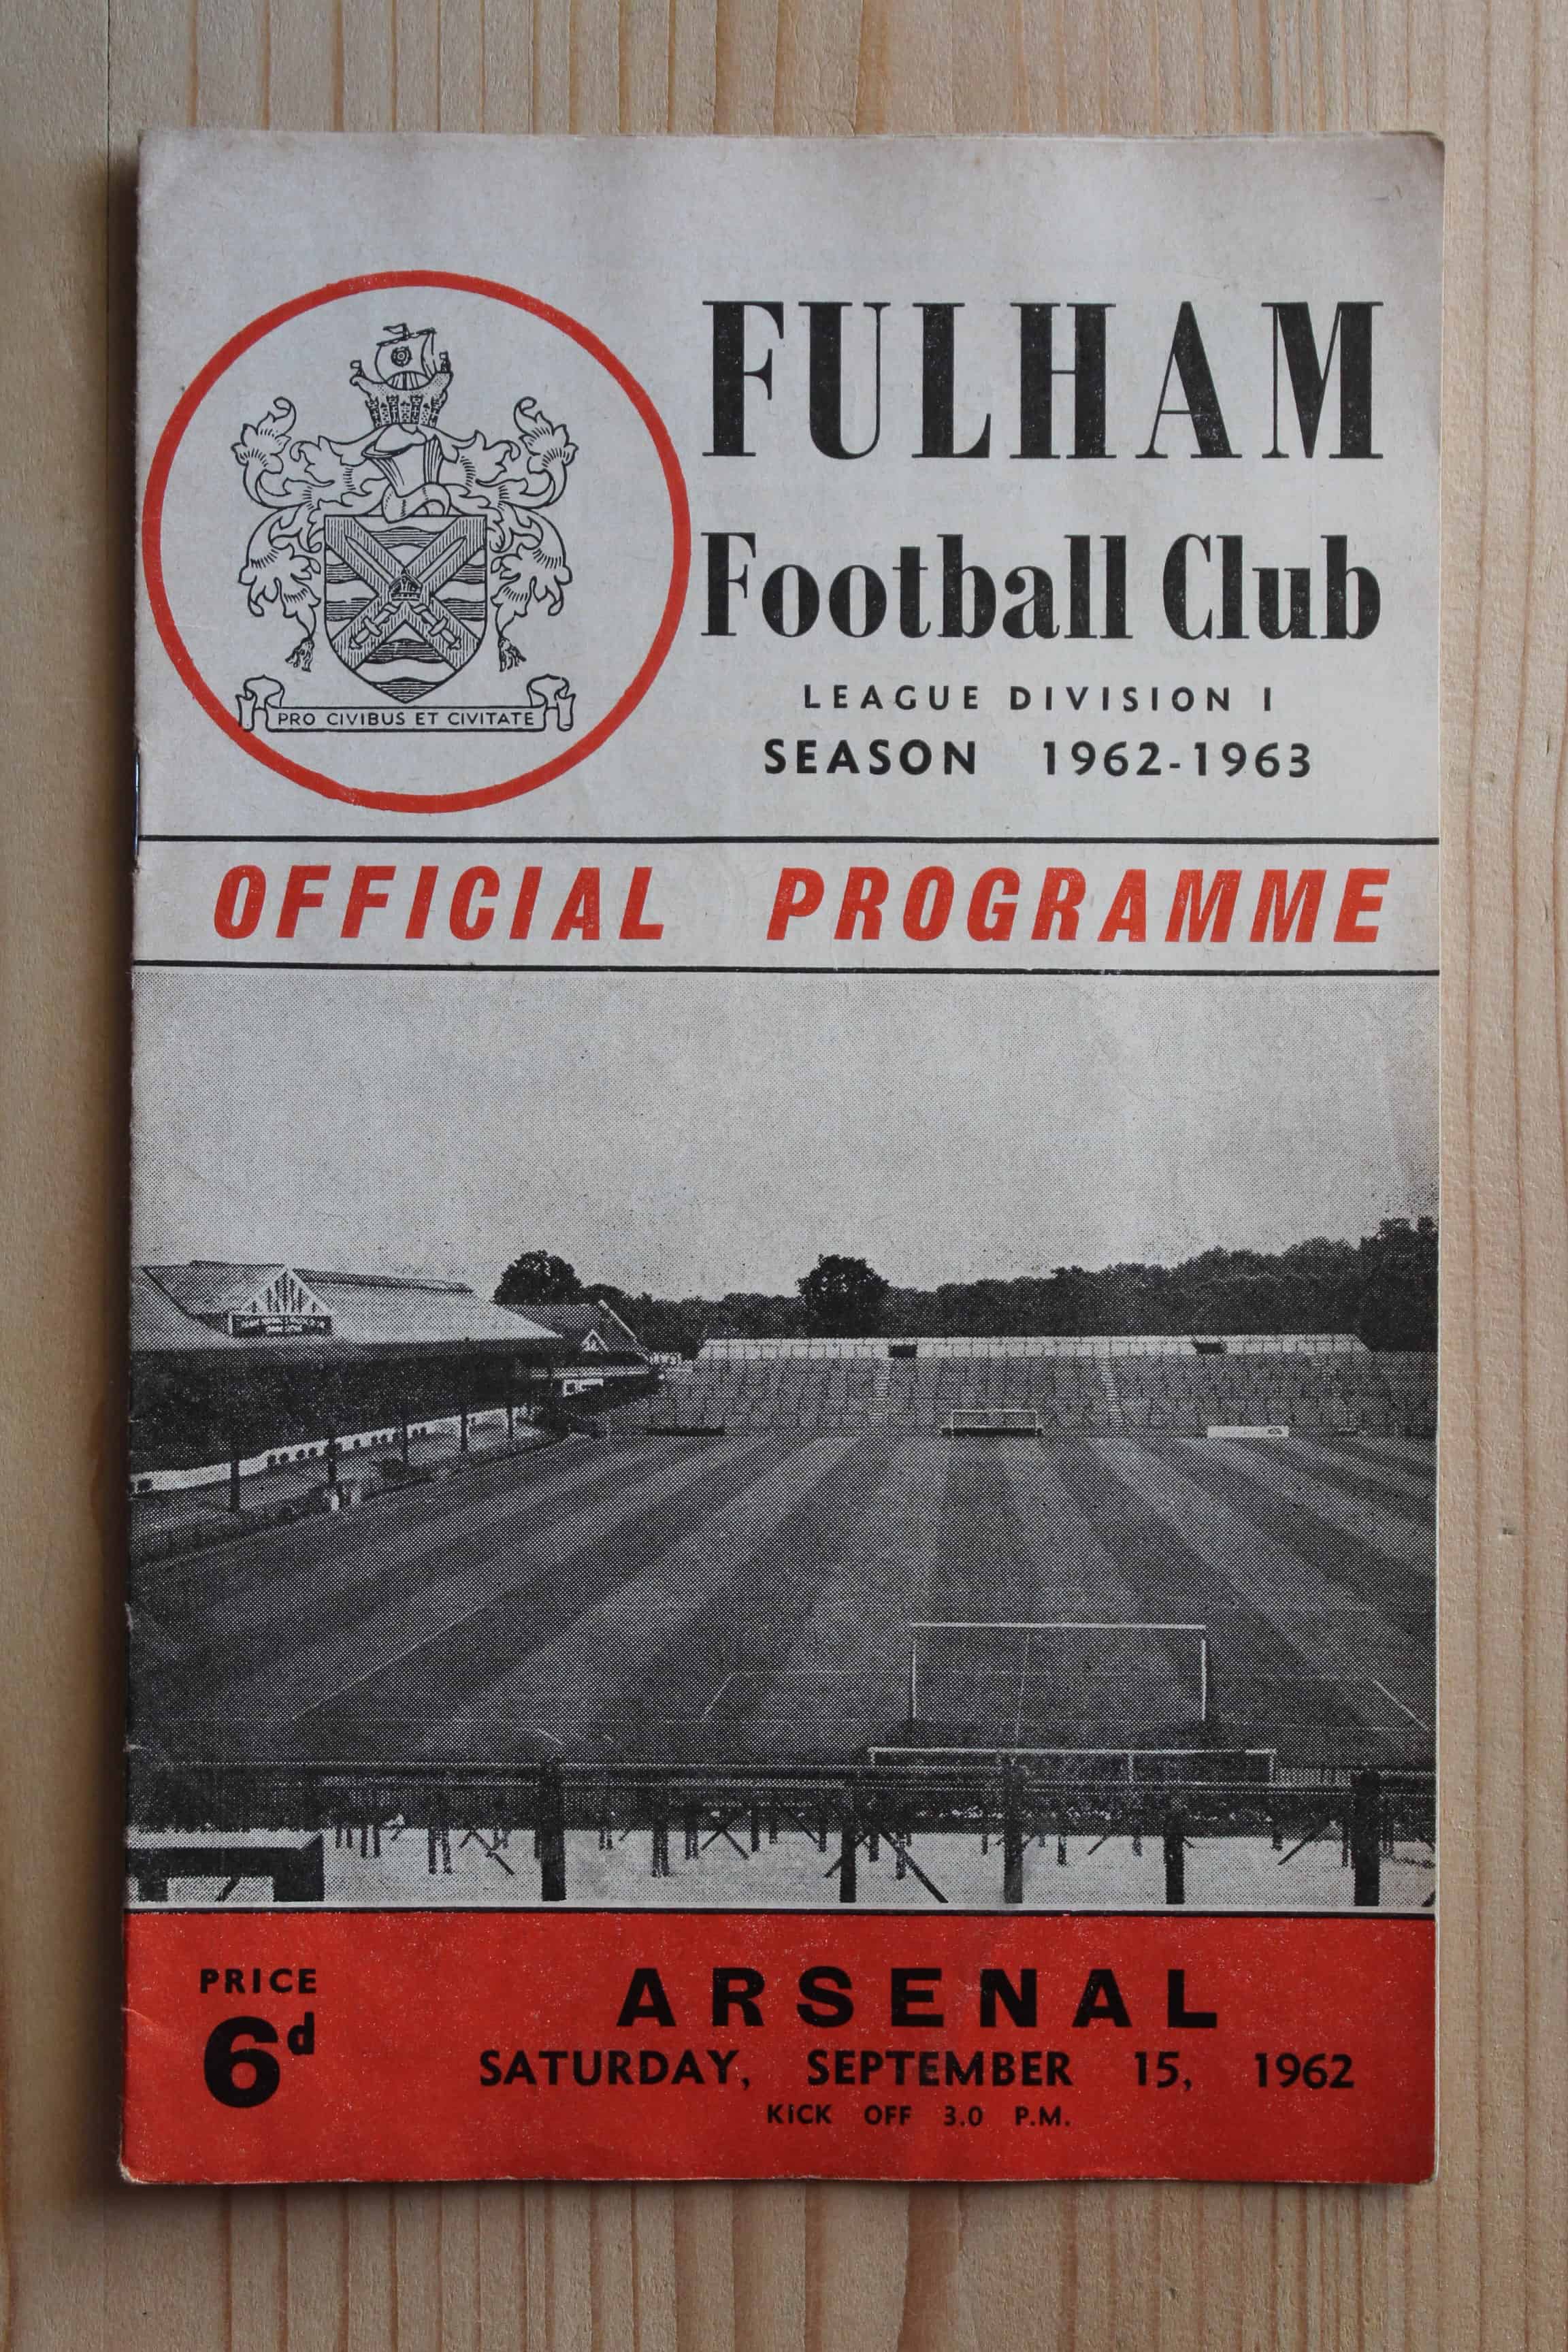 FULHAM
Football Club
LEAGUE DIVISION I
SEASON 1962-1963
PRO CIVIBUS ET CIVITATE
OFFICIAL PROGRAMME
PRICE
6d
ARSENAL
SATURDAY, SEPTEMBER 15, 1962
KiCK OFF 3.0 P.M.